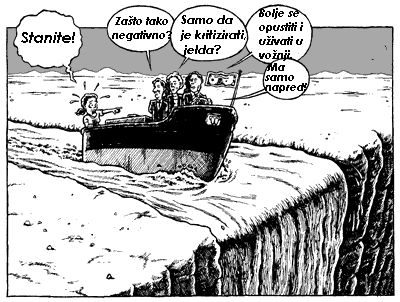 Stanite!
Zašto tako
negativno?
Samo da
je kritizirati,
jelda?
Bolje se
opustiti i
uživati u
vožnji.
Ma
samo
napred!